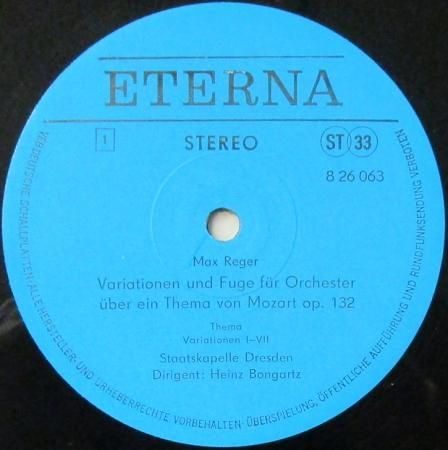 ETERNA
1
STEREO
ST 33
8 26 063
Max Reger
Variationen und Fuge für Orchester
über ein Thema von Mozart op. 132
Thema
Variationen I–VII
Staatskapelle Dresden
Dirigent: Heinz Bongartz
VEB DEUTSCHE SCHALLPLATTEN · ALLE HERSTELLER- UND URHEBERRECHTE VORBEHALTEN · ÜBERSPIELUNG, ÖFFENTLICHE AUFFÜHRUNG UND RUNDFUNKSENDUNG VERBOTEN